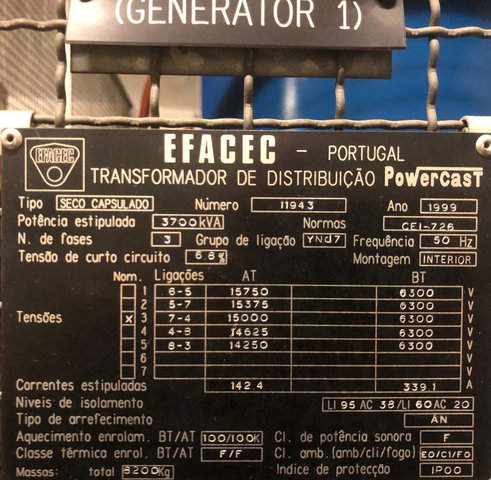 (GENERATOR 1)
EFACEC EFACEC - PORTUGAL
TRANSFORMADOR DE DISTRIBUIÇÃO PowerCast
Tipo SECO CAPSULADO Número 11943 Ano 1999
Potência estipulada 3700kVA Normas CEI-726
N. de fases 3 Grupo de ligação YNd7 Frequência 50 Hz
Tensão de curto circuito 6.8% Montagem INTERIOR
Nom. Ligações AT BT
1 6-5 15750 6300 V
2 5-7 15375 6300 V
Tensões x 3 7-4 15000 6300 V
4 4-8 14625 6300 V
5 8-3 14250 6300 V
6 V
7 V
Correntes estipuladas 142.4 339.1 A
Níveis de isolamento LI 95 AC 38/LI 60 AC 20
Tipo de arrefecimento AN
Aquecimento enrolam. BT/AT 100/100K Cl. de potência sonora F
Classe térmica enrol. BT/AT F/F Cl. amb.(amb/cli/fogo) E0/C1/F0
Massas: total 8200Kg Indice de protecção IP00